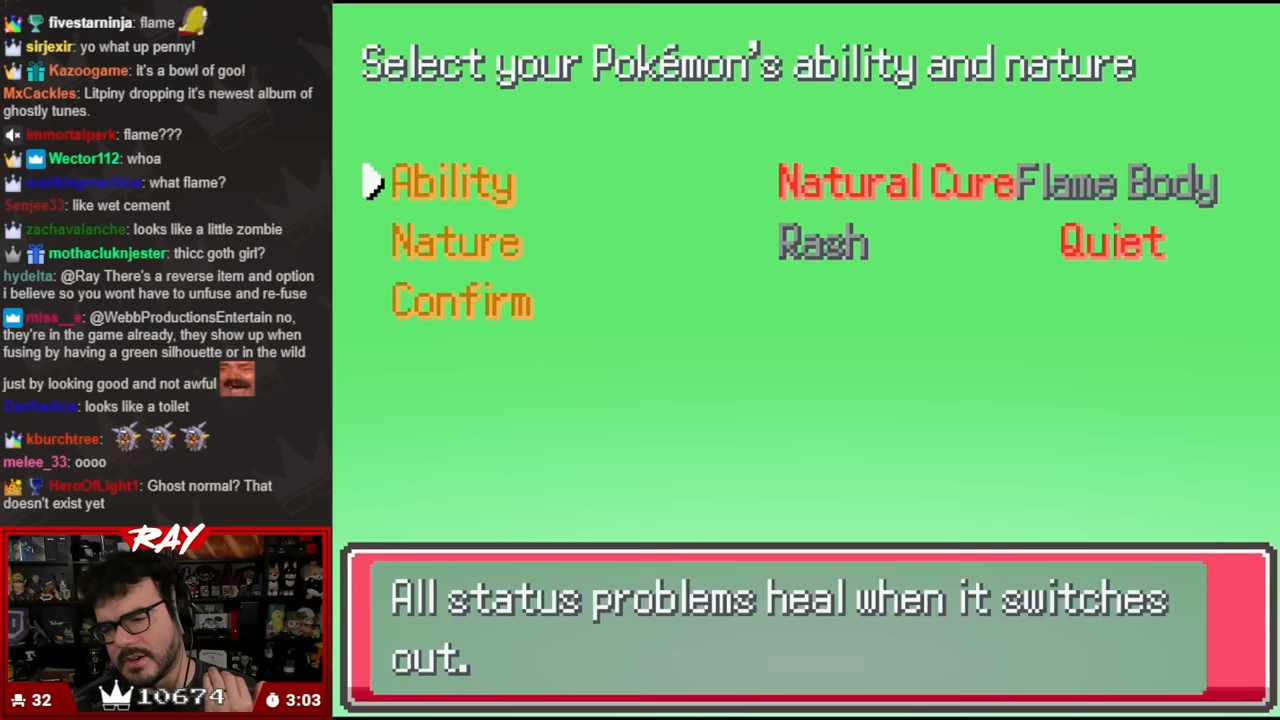 fivestarninja: flame
sirjexir: yo what up penny!
Kazoogame: it's a bowl of goo!
MxCackles: Litpiny dropping it's newest album of
ghostly tunes.
immortalperk: flame???
Wector112: whoa
what flame?
Senjee33: like wet cement
zachavalanche: looks like a little zombie
mothacluknjester: thicc goth girl?
hydelta: @Ray There's a reverse item and option
i believe so you wont have to unfuse and re-fuse
miss__e: @WebbProductionsEntertain no,
they're in the game already, they show up when
fusing by having a green silhouette or in the wild
just by looking good and not awful
looks like a toilet
kburchtree:
melee_33: oooo
HeroOfLight1: Ghost normal? That
doesn't exist yet
RAY
32 10674 3:03
Select your Pokémon's ability and nature
Ability Natural Cure Flame Body
Nature Rash Quiet
Confirm
All status problems heal when it switches
out.